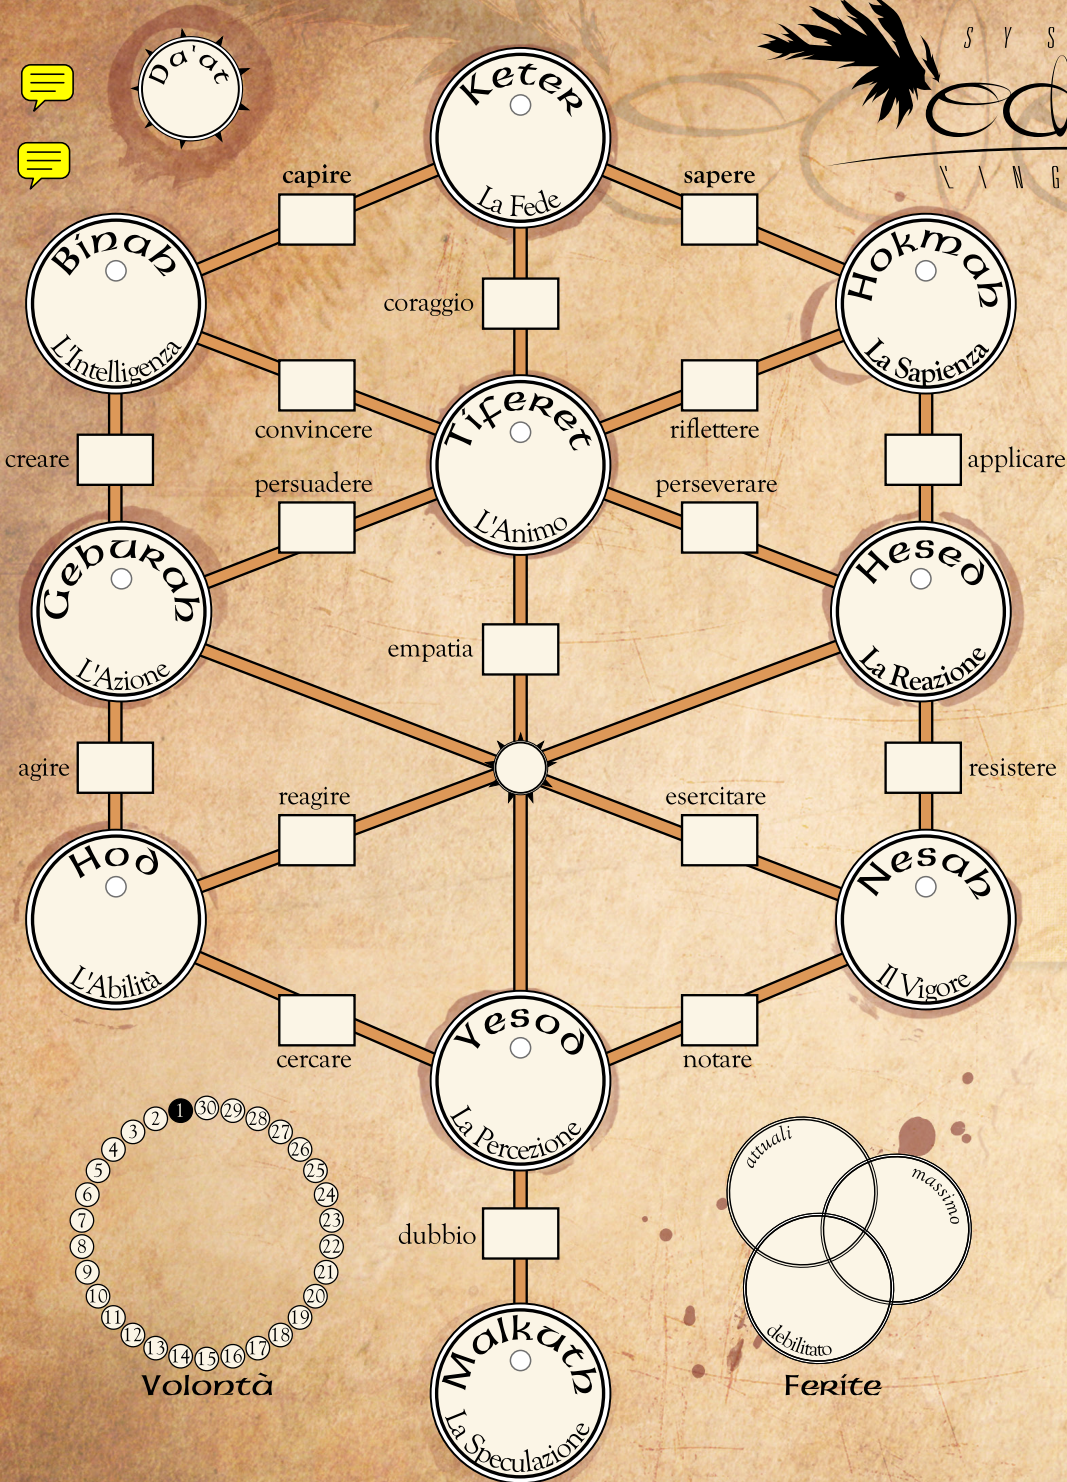 Da'at
Keter
La Fede
S Y S
ed
L'I N G
capire
sapere
Binah
L'Intelligenza
Hokmah
La Sapienza
coraggio
convincere
riflettere
Tiferet
L'Animo
creare
applicare
persuadere
perseverare
Geburah
L'Azione
Hesed
La Reazione
empatia
agire
resistere
reagire
esercitare
Hod
L'Abilità
Nesah
Il Vigore
Yesod
La Percezione
cercare
notare
1
2
3
4
5
6
7
8
9
10
11
12
13
14
15
16
17
18
19
20
21
22
23
24
25
26
27
28
29
30
Volontà
attuali
massimo
debilitato
Ferite
dubbio
Malkuth
La Speculazione